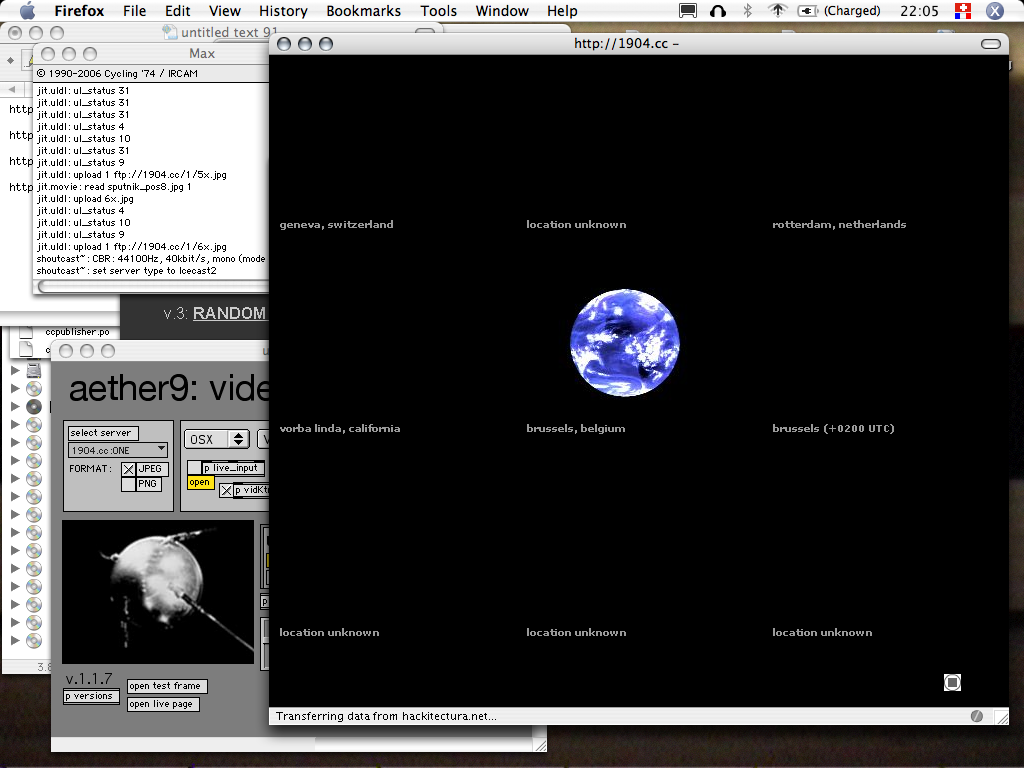 Firefox File Edit View History Bookmarks Tools Window Help (Charged) 22:05
untitled text 91
Max
© 1990-2006 Cycling '74 / IRCAM
jit.uldl: ul_status 31
jit.uldl: ul_status 31
jit.uldl: ul_status 31
jit.uldl: ul_status 4
jit.uldl: ul_status 10
jit.uldl: ul_status 31
jit.uldl: ul_status 9
jit.uldl: upload 1 ftp://1904.cc/1/5x.jpg
jit.movie: read sputnik_pos8.jpg 1
jit.uldl: upload 6x.jpg
jit.uldl: ul_status 4
jit.uldl: ul_status 10
jit.uldl: ul_status 9
jit.uldl: upload 1 ftp://1904.cc/1/6x.jpg
shoutcast~: CBR: 44100Hz, 40kbit/s, mono (mode
shoutcast~: set server type to Icecast2
http
http
http
http
v.3: RANDOM
ccpublisher.po
aether9: vide
select server
1904.cc:ONE
FORMAT: JPEG
PNG
OSX
p live_input
open
p vidKt
v.1.1.7
p versions
open test frame
open live page
3.8
http://1904.cc –
geneva, switzerland
location unknown
rotterdam, netherlands
vorba linda, california
brussels, belgium
brussels (+0200 UTC)
location unknown
location unknown
location unknown
Transferring data from hackitectura.net...